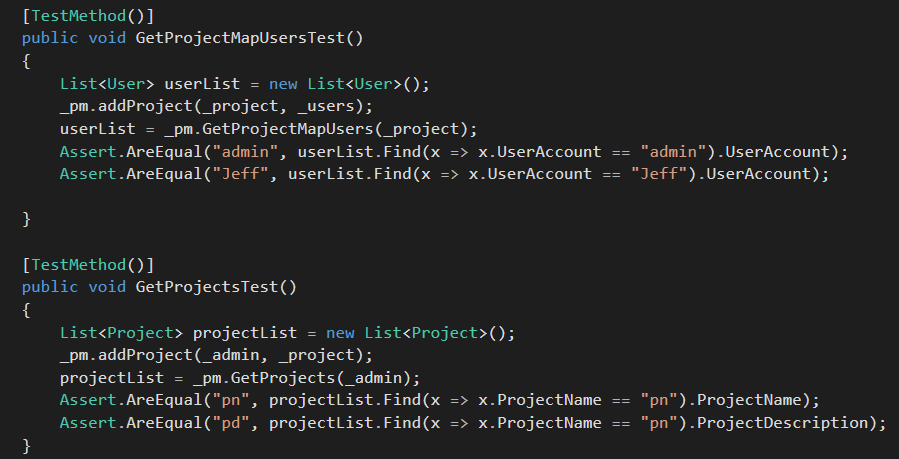 [TestMethod()]
public void GetProjectMapUsersTest()
{
    List<User> userList = new List<User>();
    _pm.addProject(_project, _users);
    userList = _pm.GetProjectMapUsers(_project);
    Assert.AreEqual("admin", userList.Find(x => x.UserAccount == "admin").UserAccount);
    Assert.AreEqual("Jeff", userList.Find(x => x.UserAccount == "Jeff").UserAccount);
}
[TestMethod()]
public void GetProjectsTest()
{
    List<Project> projectList = new List<Project>();
    _pm.addProject(_admin, _project);
    projectList = _pm.GetProjects(_admin);
    Assert.AreEqual("pn", projectList.Find(x => x.ProjectName == "pn").ProjectName);
    Assert.AreEqual("pd", projectList.Find(x => x.ProjectName == "pn").ProjectDescription);
}